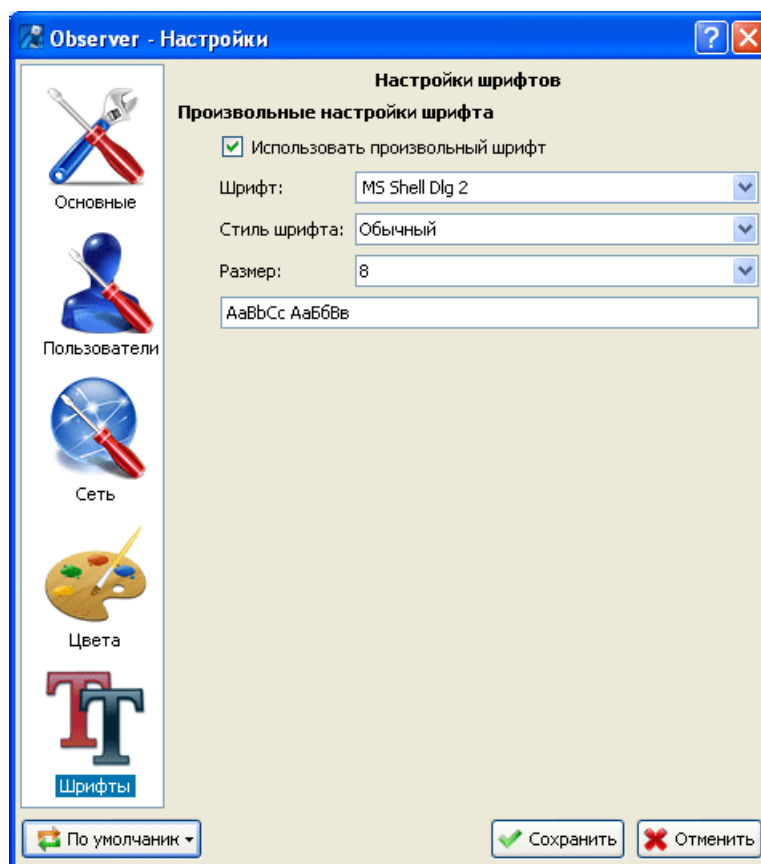 Observer - Настройки
Настройки шрифтов
Произвольные настройки шрифта
Использовать произвольный шрифт
Шрифт: MS Shell Dlg 2
Стиль шрифта: Обычный
Размер: 8
AaBbCc АаБбВв
Основные
Пользователи
Сеть
Цвета
TT
Шрифты
По умолчаник
Сохранить
Отменить